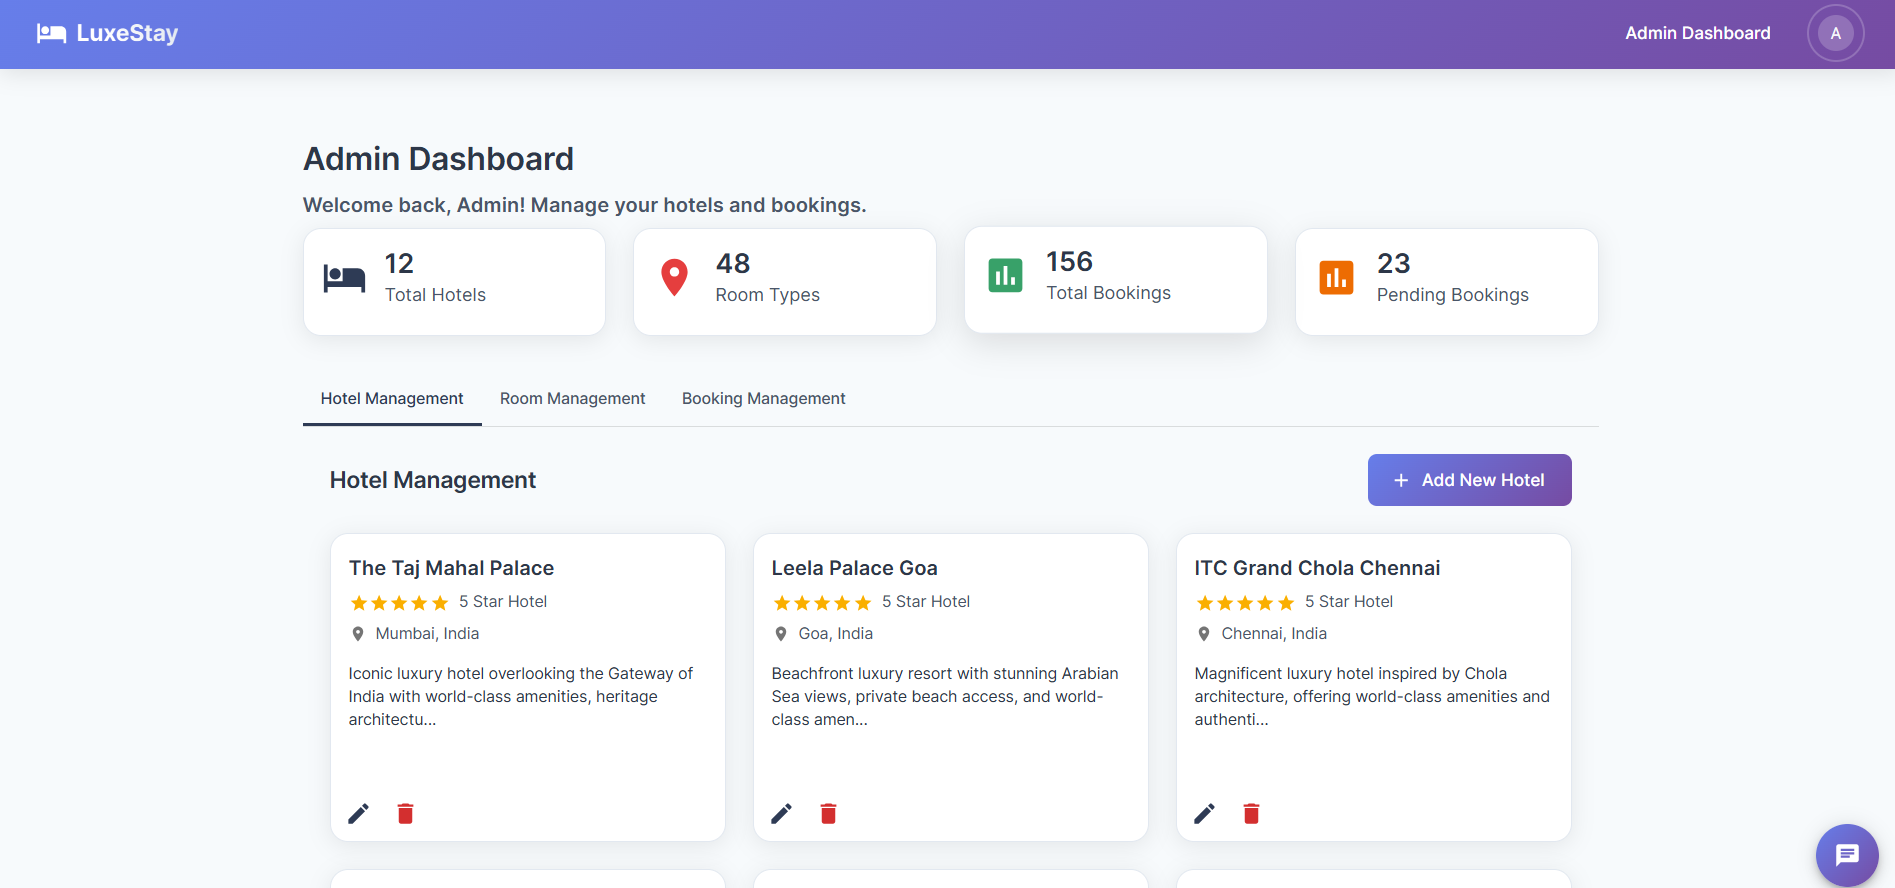 LuxeStay
Admin Dashboard
A
Admin Dashboard
Welcome back, Admin! Manage your hotels and bookings.
12
Total Hotels
48
Room Types
156
Total Bookings
23
Pending Bookings
Hotel Management
Room Management
Booking Management
Hotel Management
+ Add New Hotel
The Taj Mahal Palace
5 Star Hotel
Mumbai, India
Iconic luxury hotel overlooking the Gateway of
India with world-class amenities, heritage
architectu...
Leela Palace Goa
5 Star Hotel
Goa, India
Beachfront luxury resort with stunning Arabian
Sea views, private beach access, and world-
class amen...
ITC Grand Chola Chennai
5 Star Hotel
Chennai, India
Magnificent luxury hotel inspired by Chola
architecture, offering world-class amenities and
authenti...